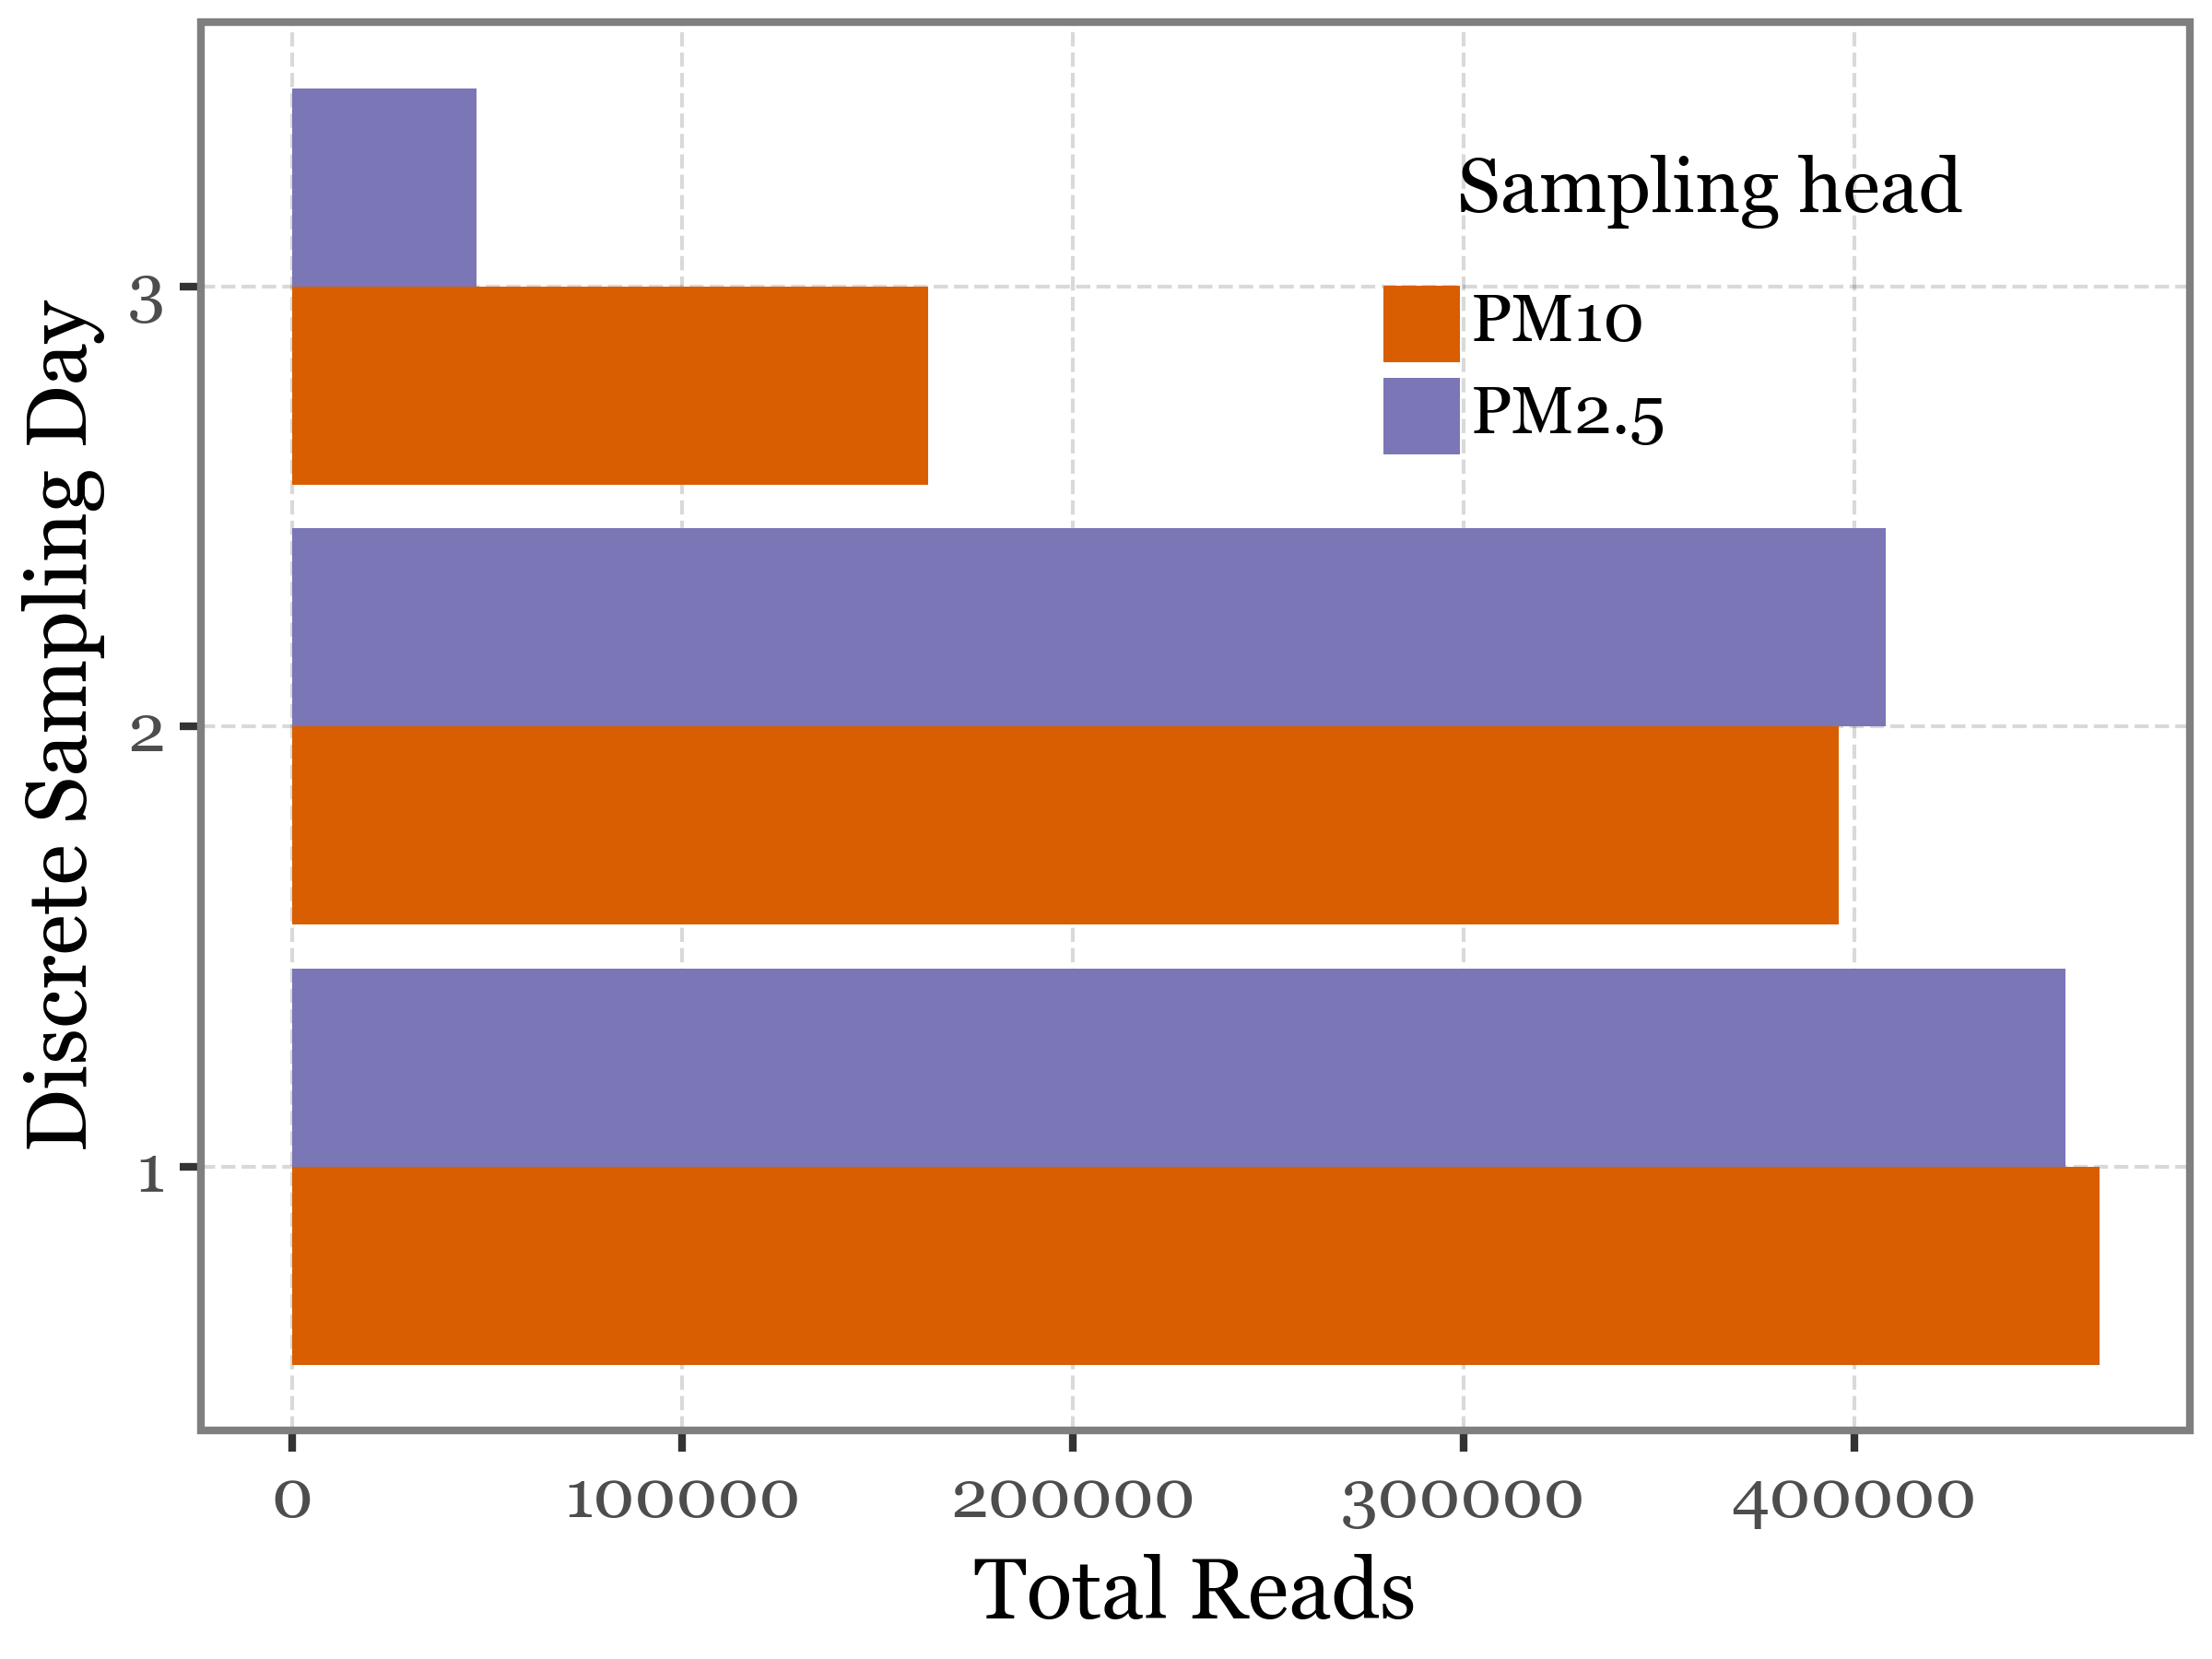 Sampling head
PM10
PM2.5
Discrete Sampling Day
3
2
1
0 100000 200000 300000 400000
Total Reads